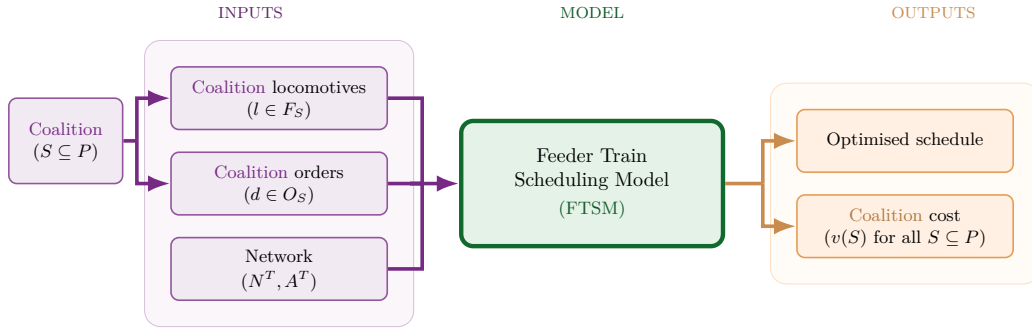 INPUTS
MODEL
OUTPUTS
Coalition
(S ⊆ P)
Coalition locomotives
(l ∈ F_S)
Coalition orders
(d ∈ O_S)
Network
(N^T, A^T)
Feeder Train
Scheduling Model
(FTSM)
Optimised schedule
Coalition cost
(v(S) for all S ⊆ P)